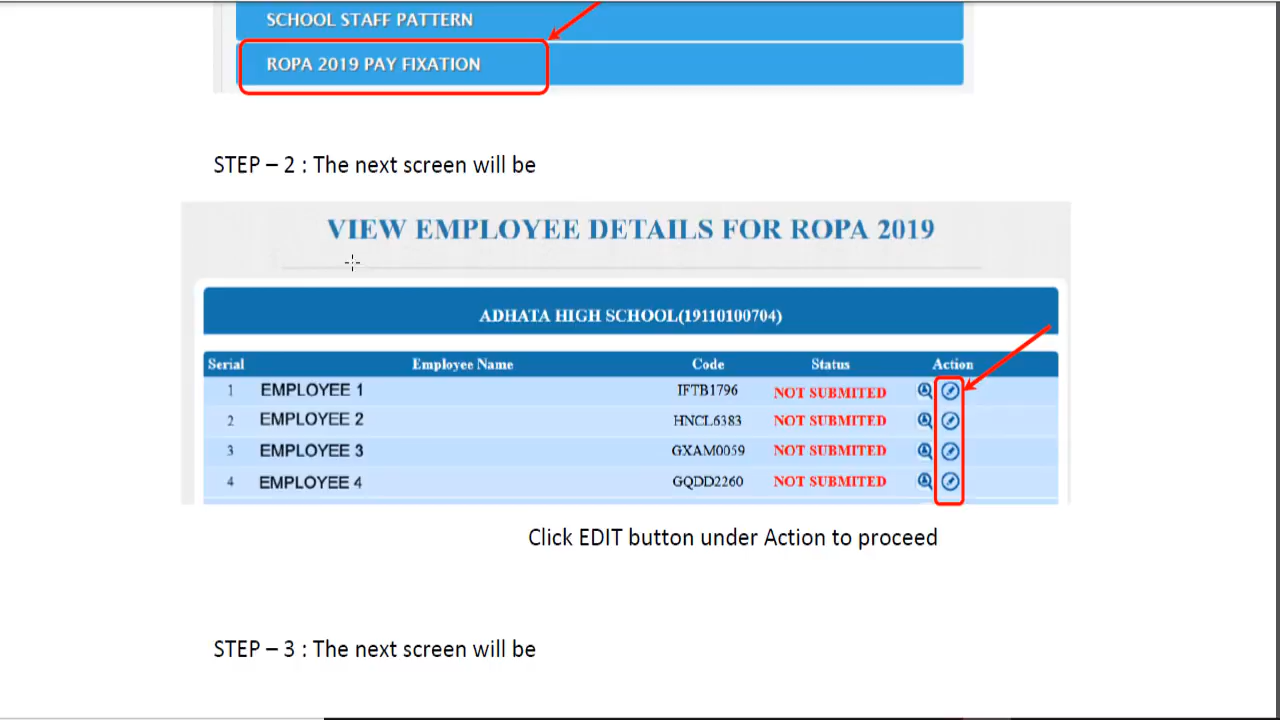 SCHOOL STAFF PATTERN
ROPA 2019 PAY FIXATION
STEP – 2 : The next screen will be
VIEW EMPLOYEE DETAILS FOR ROPA 2019
ADHATA HIGH SCHOOL(19110100704)
Serial Employee Name Code Status Action
1 EMPLOYEE 1 IFTB1796 NOT SUBMITED
2 EMPLOYEE 2 HNCL6383 NOT SUBMITED
3 EMPLOYEE 3 GXAM0059 NOT SUBMITED
4 EMPLOYEE 4 GQDD2260 NOT SUBMITED
Click EDIT button under Action to proceed
STEP – 3 : The next screen will be